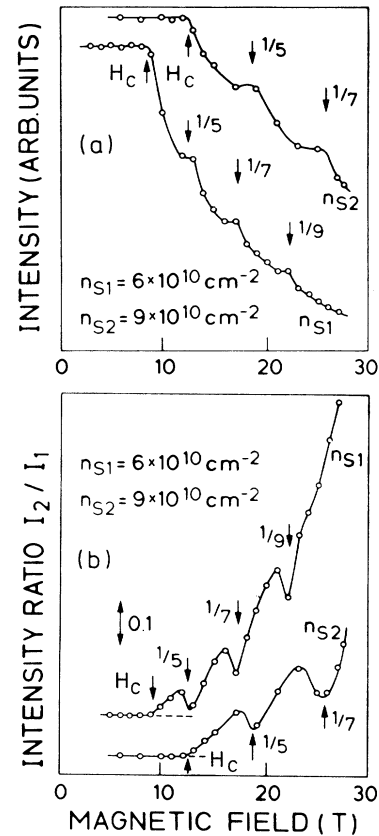 INTENSITY (ARB. UNITS)
(a)
H_C
H_C
1/5
1/7
1/5
1/7
1/9
n_S2
n_S1
n_S1 = 6×10^10 cm^-2
n_S2 = 9×10^10 cm^-2
0 10 20 30
INTENSITY RATIO I_2/I_1
n_S1 = 6×10^10 cm^-2
n_S2 = 9×10^10 cm^-2
n_S1
(b)
1/9
0.1
1/7
n_S2
1/5
H_C
H_C
1/5
1/7
0 10 20 30
MAGNETIC FIELD (T)